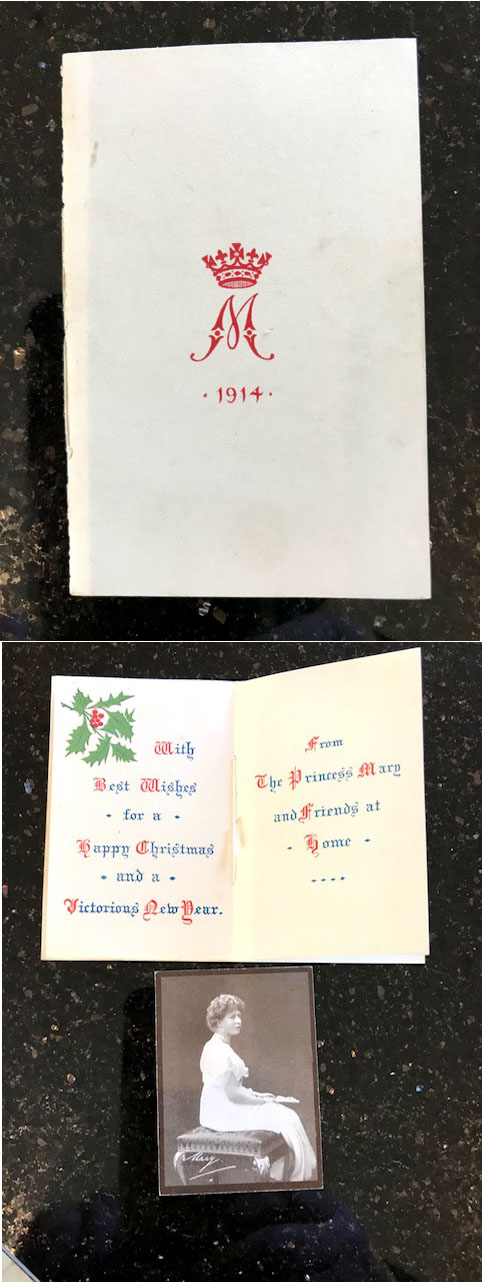 M
· 1914 ·
With
Best Wishes
- for a -
Happy Christmas
- and a -
Victorious New Year.
From
The Princess Mary
and Friends at
- Home -
Mary